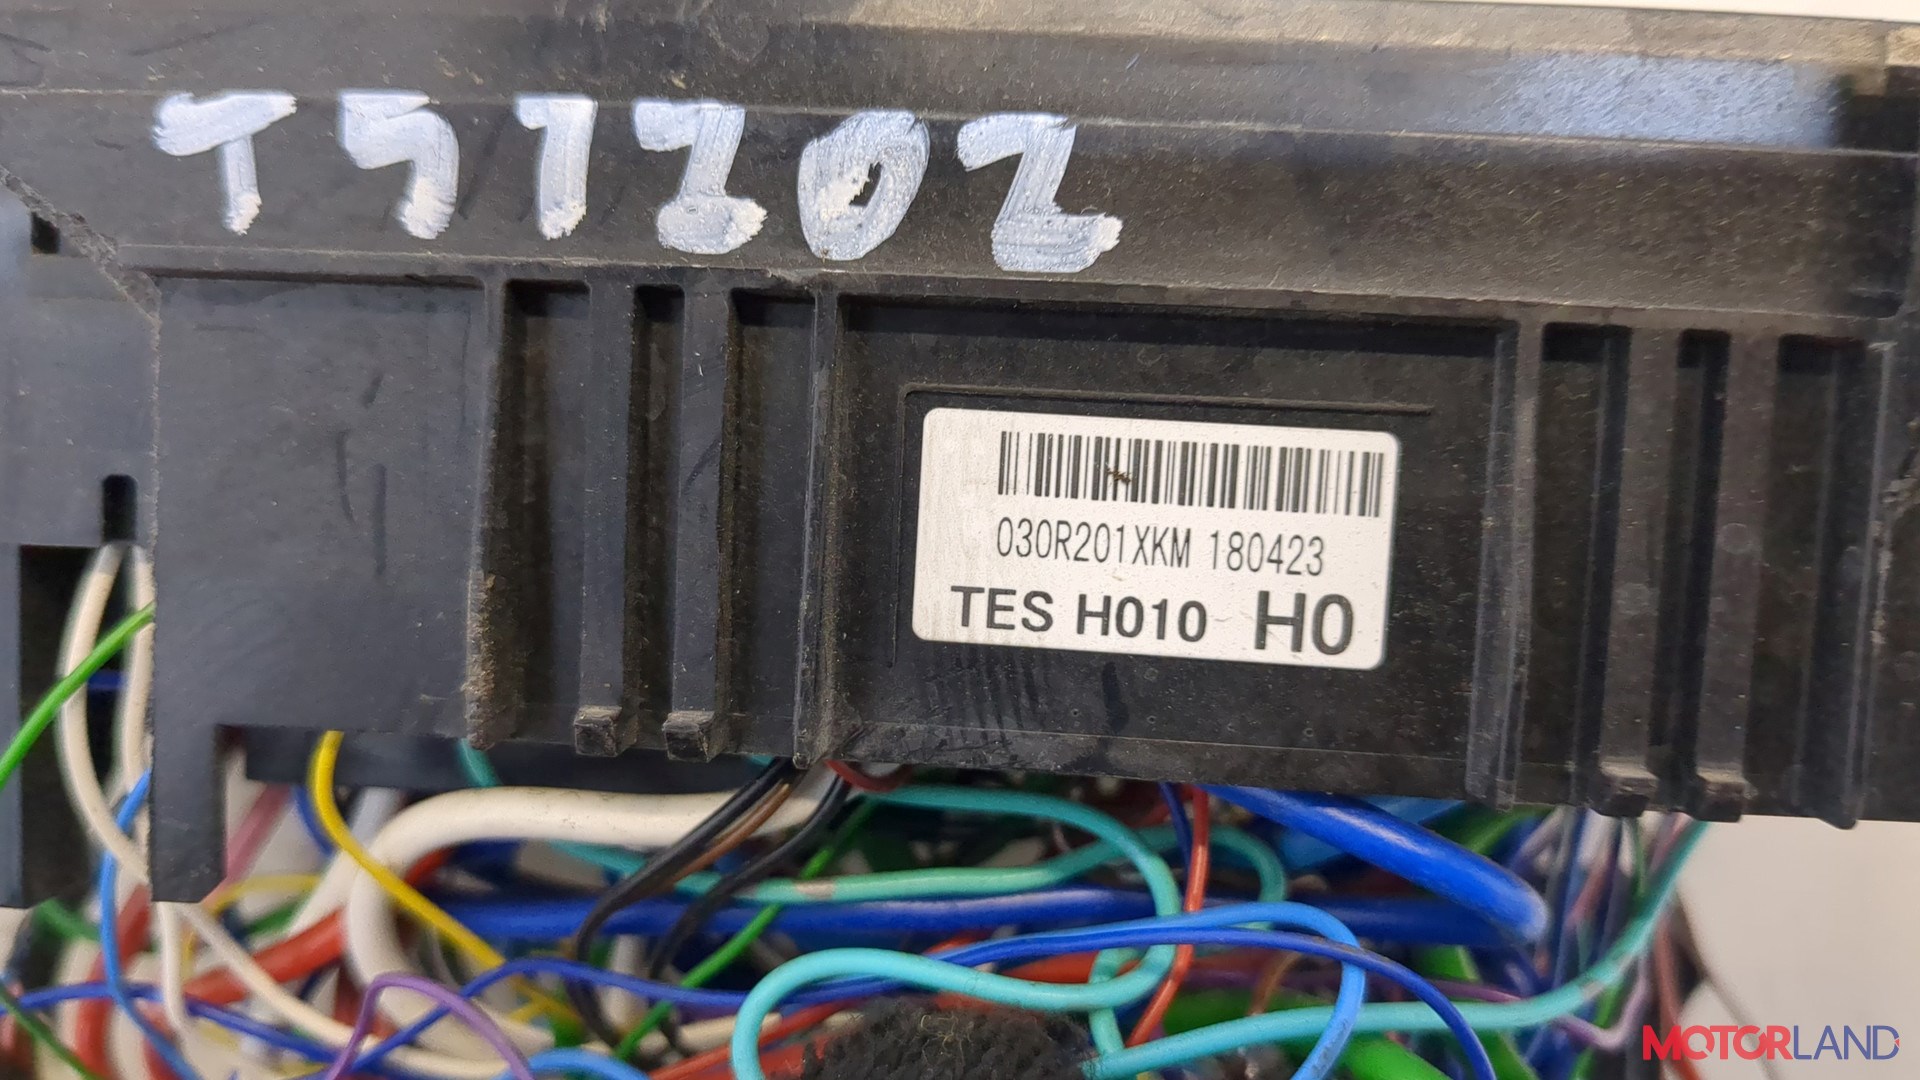 T51202
030R201XKM 180423
TES H010 H0
MOTORLAND